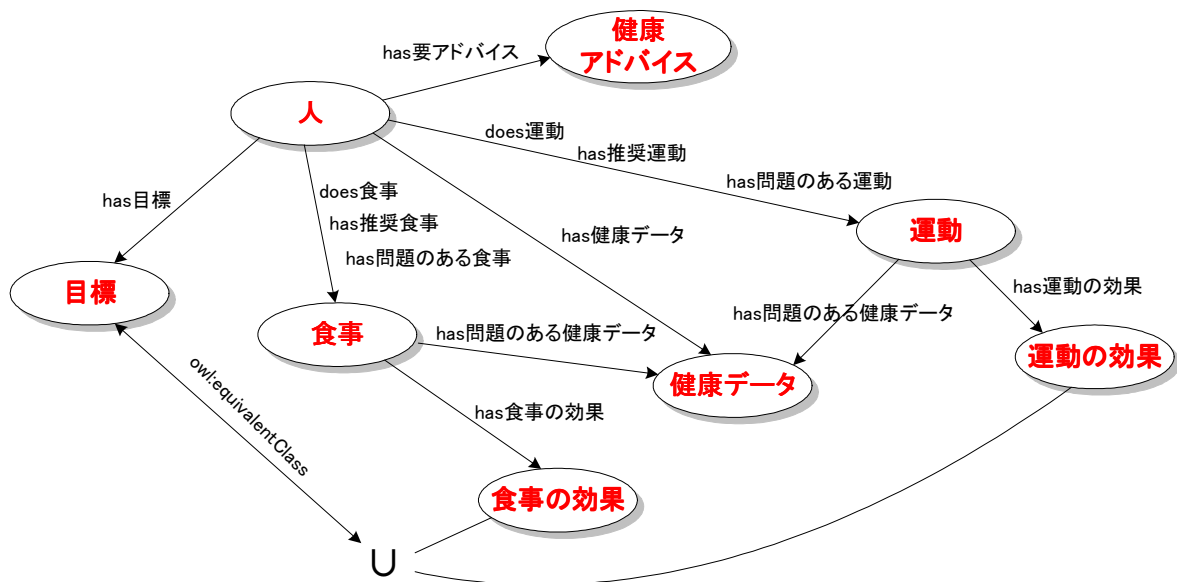 健康
アドバイス
has要アドバイス
人
does運動
has推奨運動
has問題のある運動
has目標
does食事
has推奨食事
has問題のある食事
has健康データ
運動
目標
食事
has問題のある健康データ
has問題のある健康データ
has運動の効果
運動の効果
健康データ
owl:equivalentClass
has食事の効果
食事の効果
∪